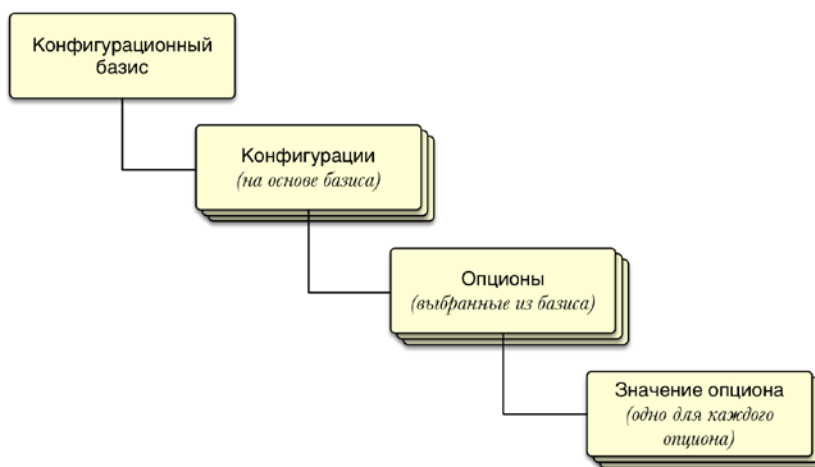 Конфигурационный
базис
Конфигурации
(на основе базиса)
Опционы
(выбранные из базиса)
Значение опциона
(одно для каждого
опциона)